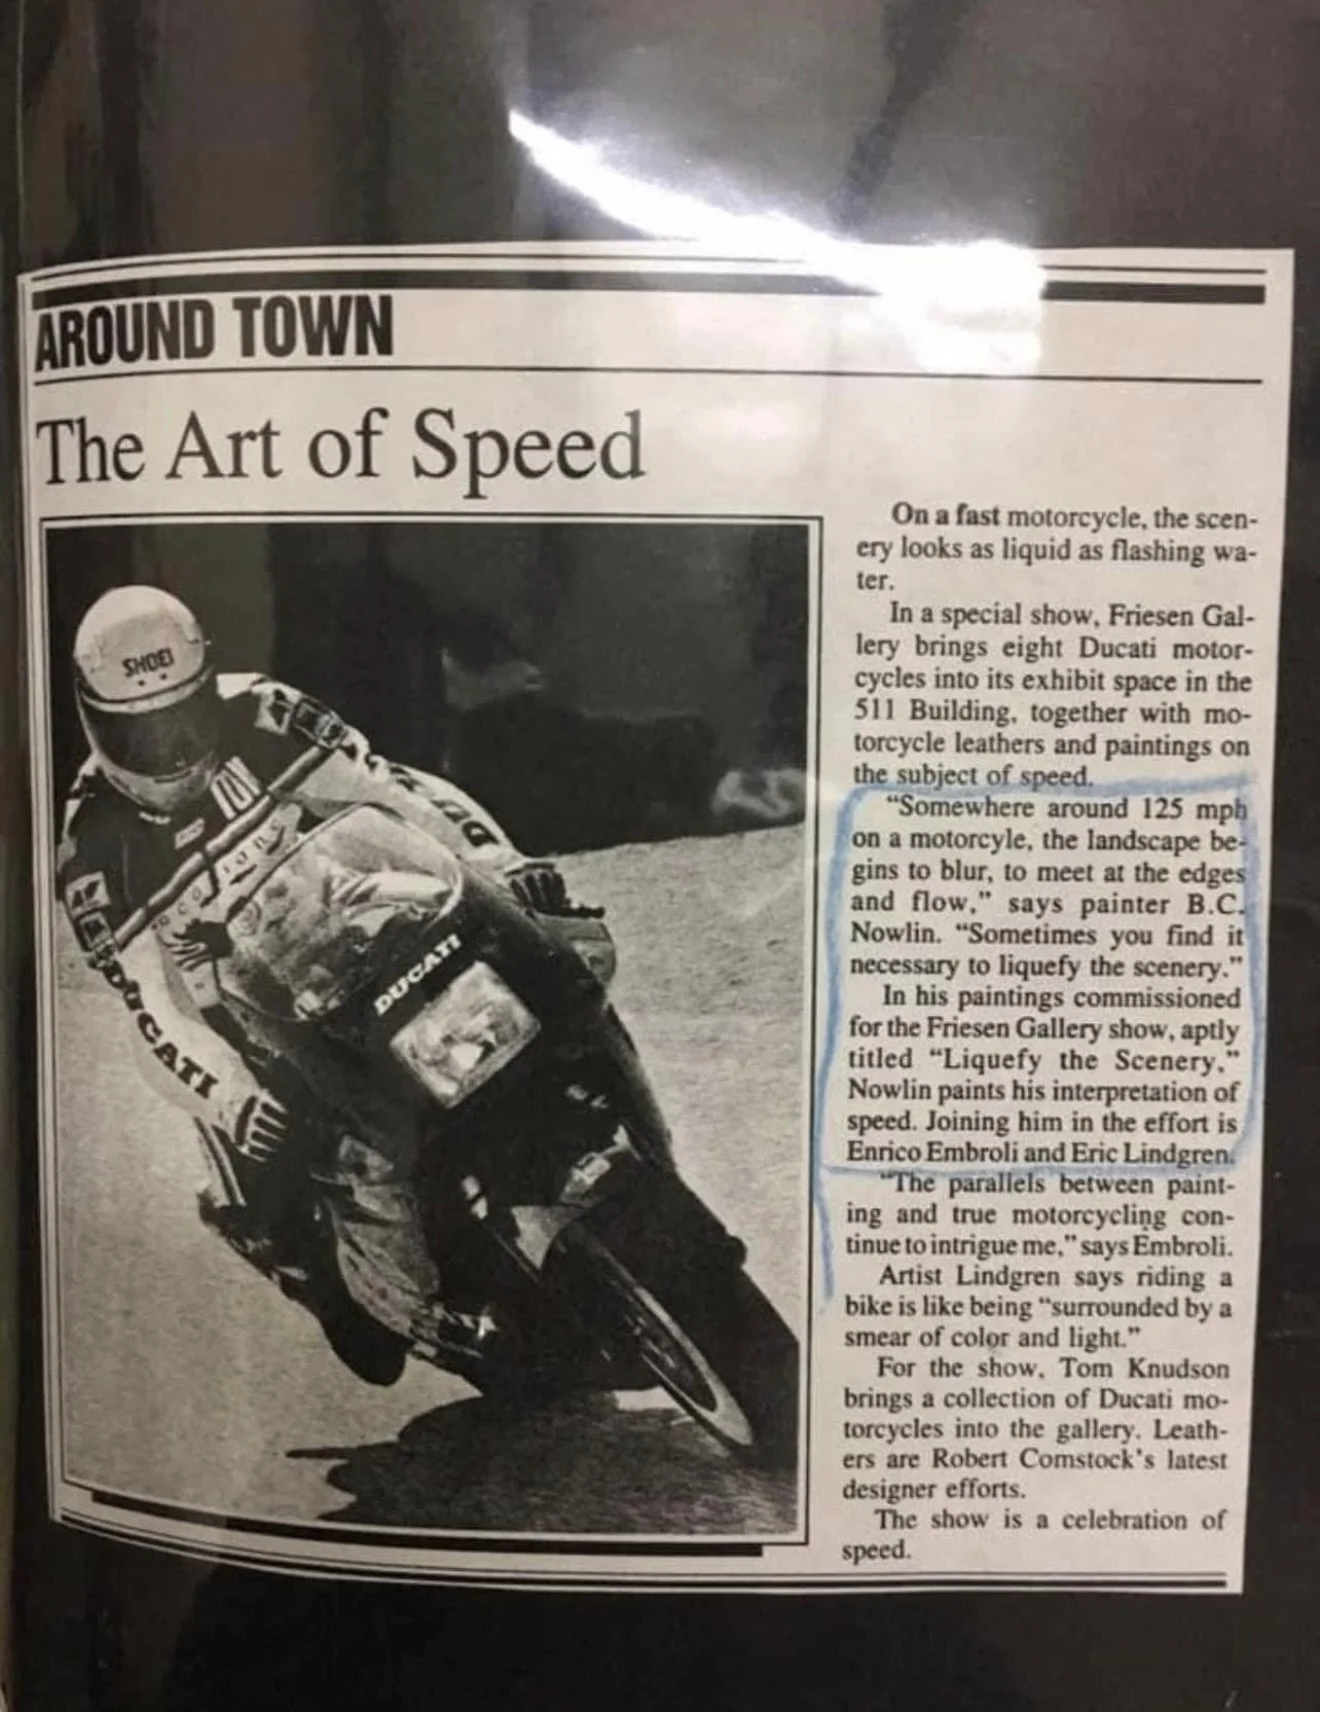 AROUND TOWN
The Art of Speed
SHOEI
DUCATI
DUCATI
On a fast motorcycle, the scen-
ery looks as liquid as flashing wa-
ter.
In a special show, Friesen Gal-
lery brings eight Ducati motor-
cycles into its exhibit space in the
511 Building, together with mo-
torcycle leathers and paintings on
the subject of speed.
“Somewhere around 125 mph
on a motorcyle, the landscape be-
gins to blur, to meet at the edges
and flow,” says painter B.C.
Nowlin. “Sometimes you find it
necessary to liquefy the scenery.”
In his paintings commissioned
for the Friesen Gallery show, aptly
titled “Liquefy the Scenery,”
Nowlin paints his interpretation of
speed. Joining him in the effort is
Enrico Embroli and Eric Lindgren.
“The parallels between paint-
ing and true motorcycling con-
tinue to intrigue me,” says Embroli.
Artist Lindgren says riding a
bike is like being “surrounded by a
smear of color and light.”
For the show, Tom Knudson
brings a collection of Ducati mo-
torcycles into the gallery. Leath-
ers are Robert Comstock's latest
designer efforts.
The show is a celebration of
speed.